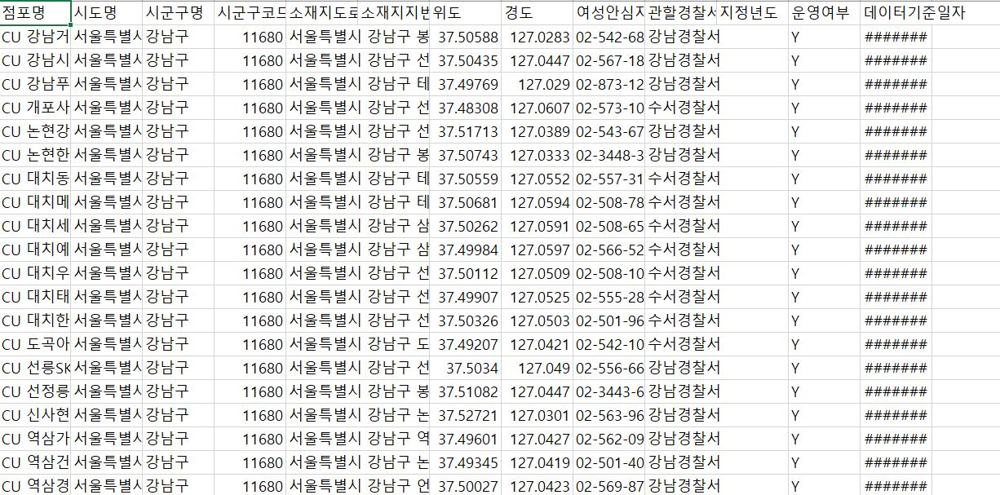 점포명 시도명 시군구명 시군구코드 소재지도로 소재지지번 위도 경도 여성안심지 관할경찰서 지정년도 운영여부 데이터기준일자
CU 강남거 서울특별시 강남구 11680 서울특별시 강남구 봉 37.50588 127.0283 02-542-68 강남경찰서 Y #######
CU 강남시 서울특별시 강남구 11680 서울특별시 강남구 선 37.50435 127.0447 02-567-18 강남경찰서 Y #######
CU 강남푸 서울특별시 강남구 11680 서울특별시 강남구 테 37.49769 127.029 02-873-12 강남경찰서 Y #######
CU 개포사 서울특별시 강남구 11680 서울특별시 강남구 선 37.48308 127.0607 02-573-10 수서경찰서 Y #######
CU 논현강 서울특별시 강남구 11680 서울특별시 강남구 선 37.51713 127.0389 02-543-67 강남경찰서 Y #######
CU 논현한 서울특별시 강남구 11680 서울특별시 강남구 봉 37.50743 127.0333 02-3448-3 강남경찰서 Y #######
CU 대치동 서울특별시 강남구 11680 서울특별시 강남구 테 37.50559 127.0552 02-557-31 수서경찰서 Y #######
CU 대치메 서울특별시 강남구 11680 서울특별시 강남구 테 37.50681 127.0594 02-508-78 수서경찰서 Y #######
CU 대치세 서울특별시 강남구 11680 서울특별시 강남구 삼 37.50262 127.0591 02-508-65 수서경찰서 Y #######
CU 대치예 서울특별시 강남구 11680 서울특별시 강남구 삼 37.49984 127.0597 02-566-52 수서경찰서 Y #######
CU 대치우 서울특별시 강남구 11680 서울특별시 강남구 선 37.50112 127.0509 02-508-10 수서경찰서 Y #######
CU 대치태 서울특별시 강남구 11680 서울특별시 강남구 선 37.49907 127.0525 02-555-28 수서경찰서 Y #######
CU 대치한 서울특별시 강남구 11680 서울특별시 강남구 선 37.50326 127.0503 02-501-96 수서경찰서 Y #######
CU 도곡아 서울특별시 강남구 11680 서울특별시 강남구 도 37.49207 127.0421 02-542-10 수서경찰서 Y #######
CU 선릉SK 서울특별시 강남구 11680 서울특별시 강남구 선 37.5034 127.049 02-556-66 강남경찰서 Y #######
CU 선정릉 서울특별시 강남구 11680 서울특별시 강남구 봉 37.51082 127.0447 02-3443-6 강남경찰서 Y #######
CU 신사현 서울특별시 강남구 11680 서울특별시 강남구 논 37.52721 127.0301 02-563-96 강남경찰서 Y #######
CU 역삼가 서울특별시 강남구 11680 서울특별시 강남구 역 37.49601 127.0427 02-562-09 강남경찰서 Y #######
CU 역삼건 서울특별시 강남구 11680 서울특별시 강남구 논 37.49345 127.0419 02-501-40 강남경찰서 Y #######
CU 역삼경 서울특별시 강남구 11680 서울특별시 강남구 언 37.50027 127.0423 02-569-87 강남경찰서 Y #######